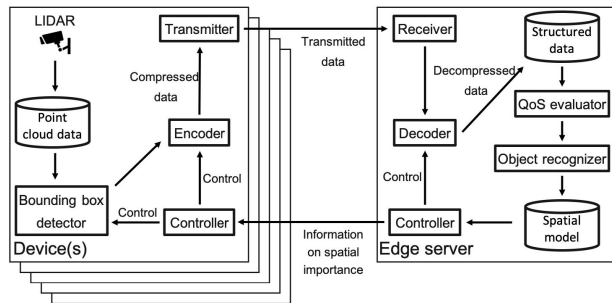 LIDAR
Point
cloud data
Bounding box
detector
Device(s)
Transmitter
Compressed
data
Encoder
Control
Control
Controller
Transmitted
data
Information
on spatial
importance
Receiver
Decoder
Control
Controller
Edge server
Decompressed
data
Structured
data
QoS evaluator
Object recognizer
Spatial
model